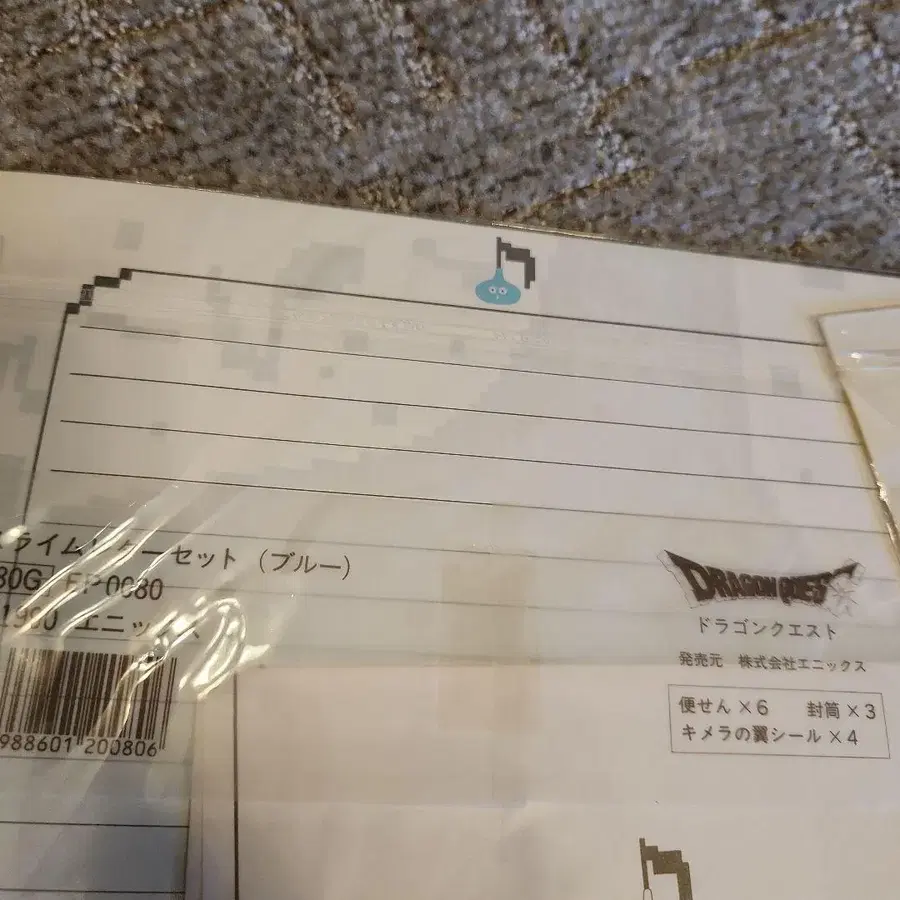 ライムレターセット（ブルー）
80G EP0080
1990 エニックス
988601 200806
DRAGON QUEST
ドラゴンクエスト
発売元 株式会社エニックス
便せん×6 封筒×3
キメラの翼シール×4